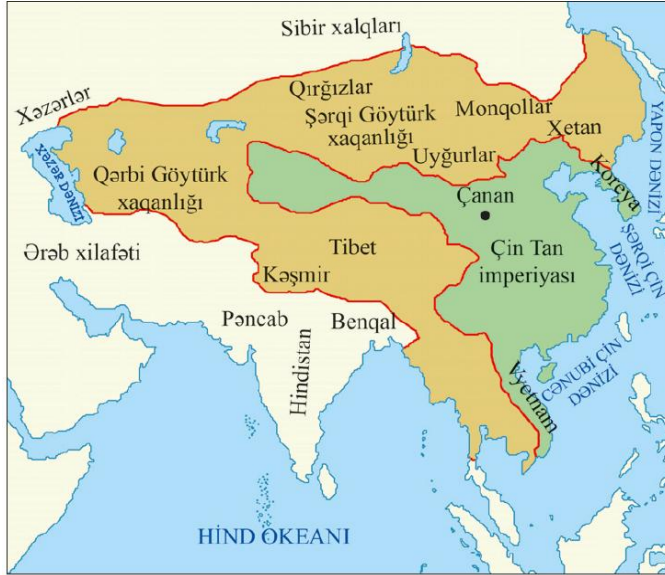 Sibir xalqları
Xəzərlər
Qırğızlar
Şərqi Göytürk
xaqanlığı
Monqollar
Xetan
Uyğurlar
YAPON DƏNİZİ
Koreya
XƏZƏR DƏNİZİ
Qərbi Göytürk
xaqanlığı
Çanan
ŞƏRQİ ÇİN
DƏNİZİ
Ərəb xilafəti
Tibet
Kəşmir
Çin Tan
imperiyası
Pəncab
Benqal
Hindistan
Vyetnam
CƏNUBİ ÇİN
DƏNİZİ
HİND OKEANI